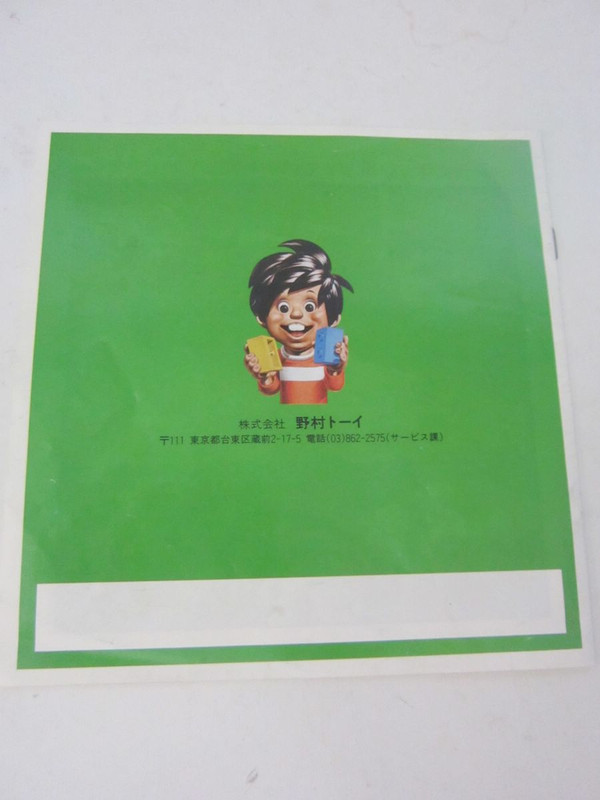 株式会社 野村トーイ
〒111 東京都台東区蔵前2-17-5 電話(03)862-2575(サービス課)